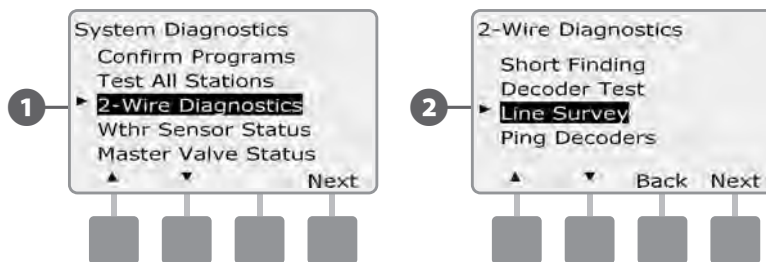 System Diagnostics
Confirm Programs
Test All Stations
1
2-Wire Diagnostics
Wthr Sensor Status
Master Valve Status
Next
2-Wire Diagnostics
Short Finding
Decoder Test
2
Line Survey
Ping Decoders
Back Next